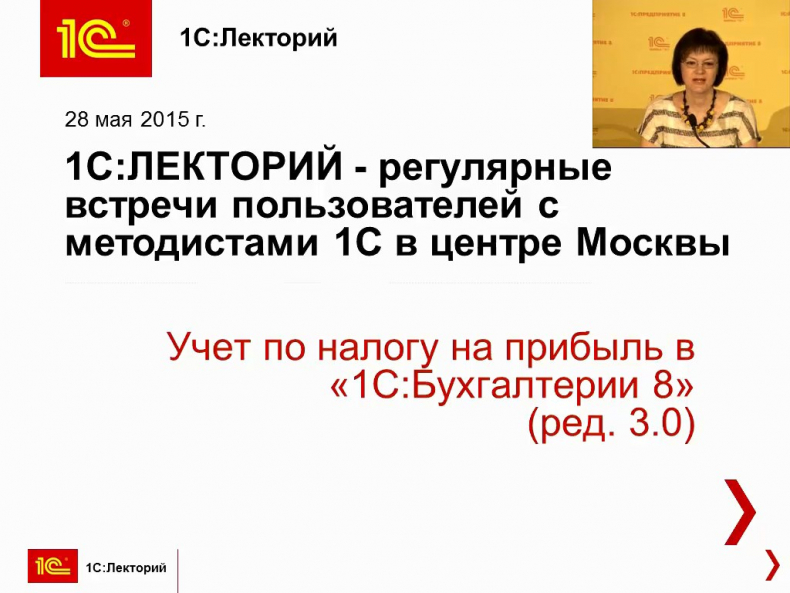 1С
®
1С:Лекторий
28 мая 2015 г.
1С:ЛЕКТОРИЙ - регулярные
встречи пользователей с
методистами 1С в центре Москвы
Учет по налогу на прибыль в
«1С:Бухгалтерии 8»
(ред. 3.0)
1С
1С:Лекторий